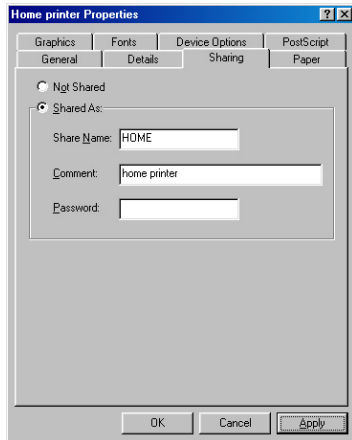 Home printer Properties
Graphics Fonts Device Options PostScript
General Details Sharing Paper
Not Shared
Shared As:
Share Name: HOME
Comment: home printer
Password:
OK Cancel Apply